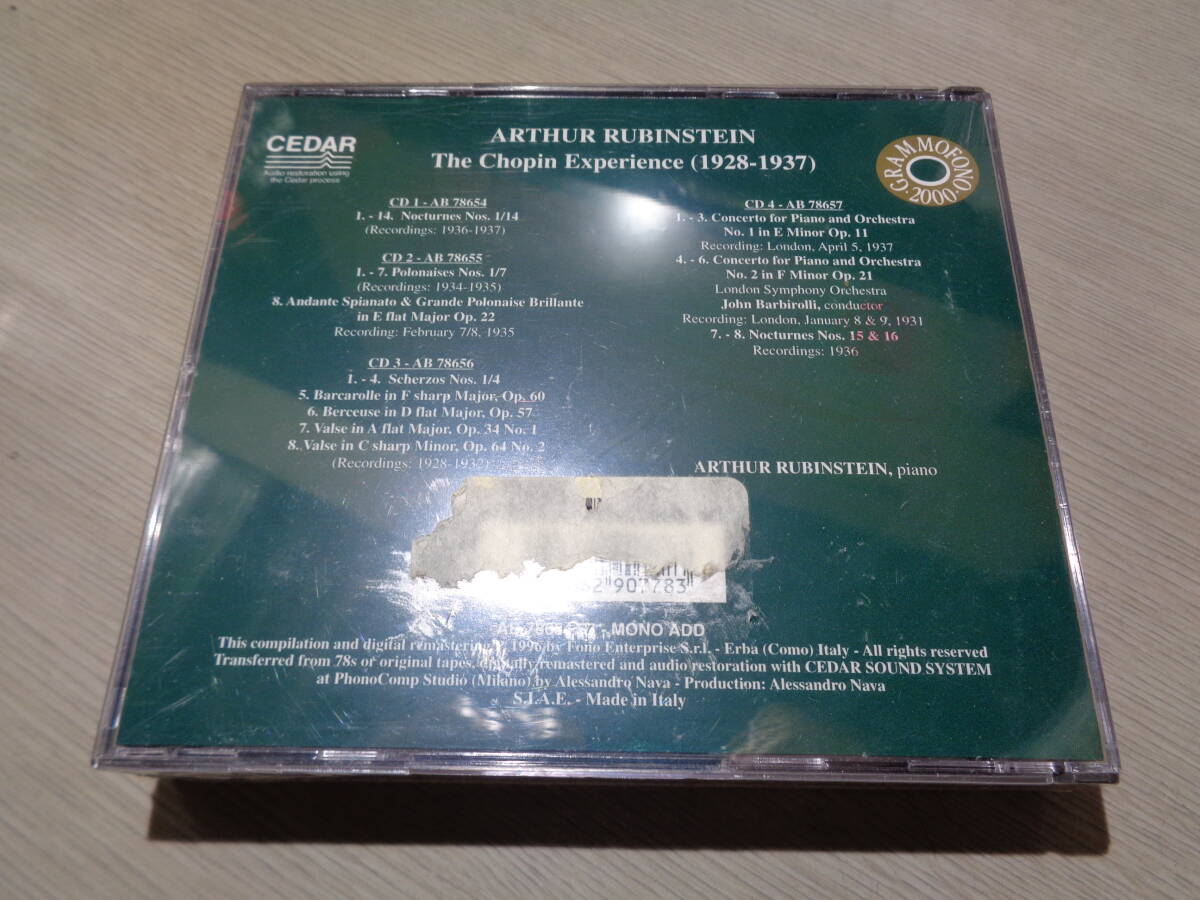 CEDAR
Audio restoration using
the Cedar process
ARTHUR RUBINSTEIN
The Chopin Experience (1928-1937)
GRAMMOFONO 2000
CD 1 - AB 78654
1. - 14. Nocturnes Nos. 1/14
(Recordings: 1936-1937)
CD 2 - AB 78655
1. - 7. Polonaises Nos. 1/7
(Recordings: 1934-1935)
8. Andante Spianato & Grande Polonaise Brillante
in E flat Major Op. 22
Recording: February 7/8, 1935
CD 3 - AB 78656
1. - 4. Scherzos Nos. 1/4
5. Barcarolle in F sharp Major, Op. 60
6. Berceuse in D flat Major, Op. 57
7. Valse in A flat Major, Op. 34 No. 1
8. Valse in C sharp Minor, Op. 64 No. 2
(Recordings: 1928-1932)
CD 4 - AB 78657
1. - 3. Concerto for Piano and Orchestra
No. 1 in E Minor Op. 11
Recording: London, April 5, 1937
4. - 6. Concerto for Piano and Orchestra
No. 2 in F Minor Op. 21
London Symphony Orchestra
John Barbirolli, conductor
Recording: London, January 8 & 9, 1931
7. - 8. Nocturnes Nos. 15 & 16
Recordings: 1936
ARTHUR RUBINSTEIN, piano
907783
MONO ADD
This compilation and digital remastering 1996 by Fono Enterprise S.r.l. - Erba (Como) Italy - All rights reserved
Transferred from 78s or original tapes, digitally remastered and audio restoration with CEDAR SOUND SYSTEM
at PhonoComp Studio (Milano) by Alessandro Nava - Production: Alessandro Nava
S.I.A.E. - Made in Italy